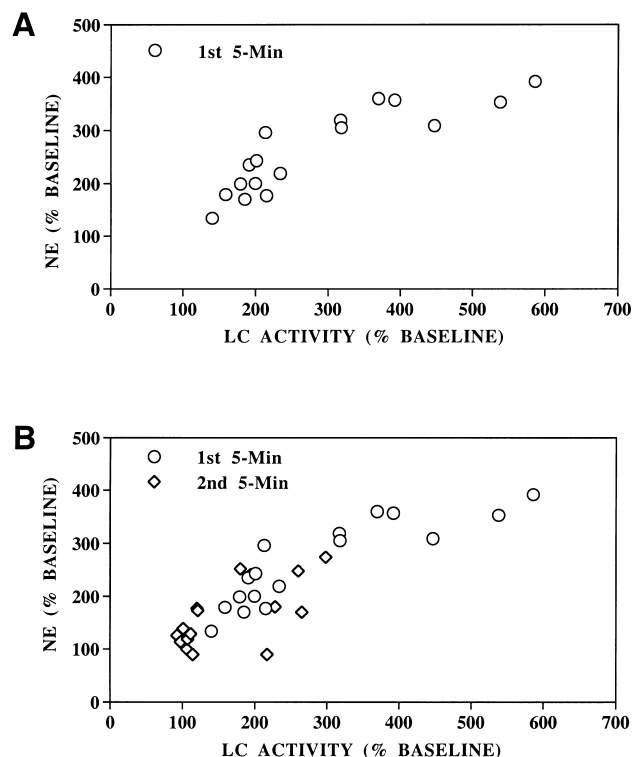 A
500
1st 5-Min
400
300
200
100
0
NE (% BASELINE)
0 100 200 300 400 500 600 700
LC ACTIVITY (% BASELINE)
B
500
1st 5-Min
2nd 5-Min
400
300
200
100
0
NE (% BASELINE)
0 100 200 300 400 500 600 700
LC ACTIVITY (% BASELINE)